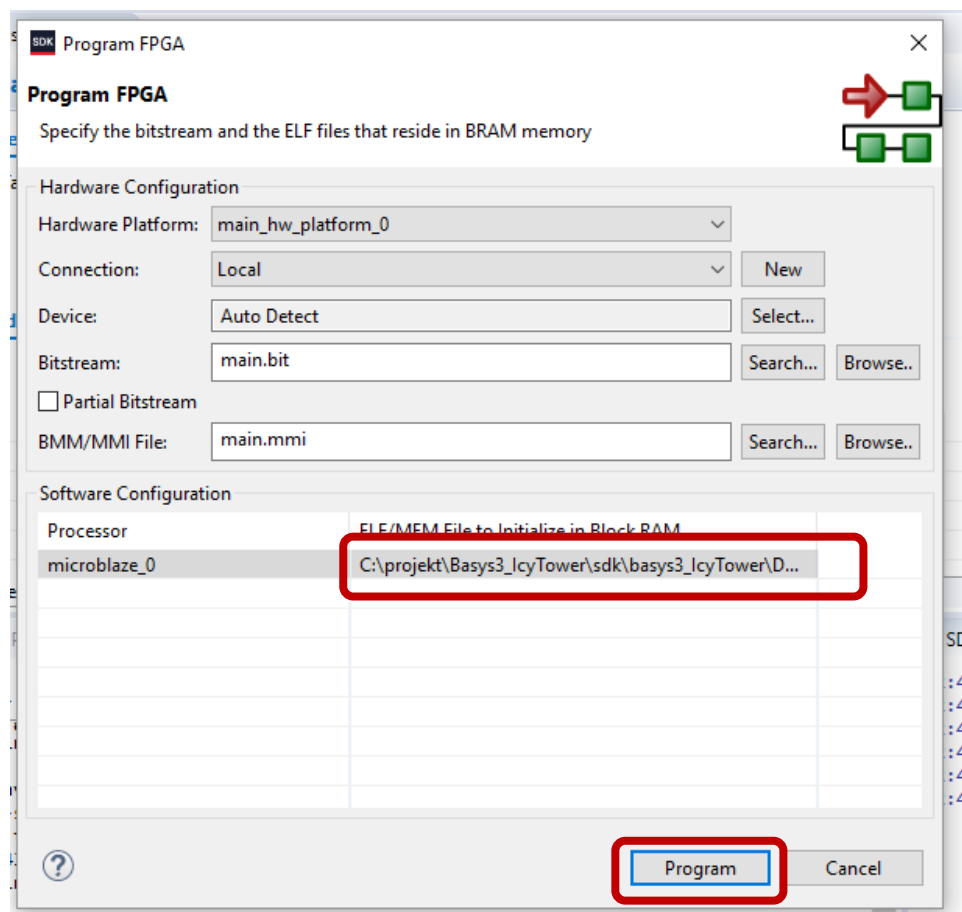 SDK Program FPGA
Program FPGA
Specify the bitstream and the ELF files that reside in BRAM memory
Hardware Configuration
Hardware Platform: main_hw_platform_0
Connection: Local New
Device: Auto Detect Select...
Bitstream: main.bit Search... Browse..
Partial Bitstream
BMM/MMI File: main.mmi Search... Browse..
Software Configuration
Processor ELF/MEM File to Initialize in Block RAM
microblaze_0 C:\projekt\Basys3_IcyTower\sdk\basys3_IcyTower\D...
? Program Cancel